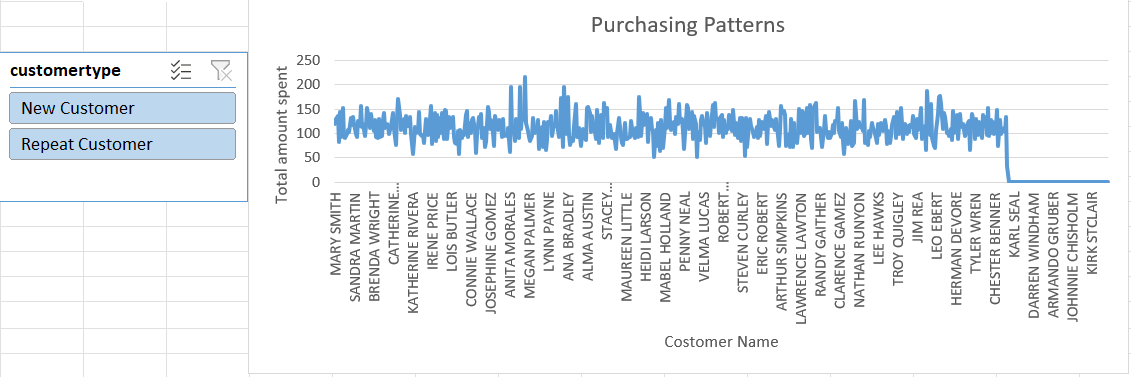 Purchasing Patterns
customertype
New Customer
Repeat Customer
Total amount spent
250
200
150
100
50
0
MARY SMITH
SANDRA MARTIN
BRENDA WRIGHT
CATHERINE…
KATHERINE RIVERA
IRENE PRICE
LOIS BUTLER
CONNIE WALLACE
JOSEPHINE GOMEZ
ANITA MORALES
MEGAN PALMER
LYNN PAYNE
ANA BRADLEY
ALMA AUSTIN
STACEY…
MAUREEN LITTLE
HEIDI LARSON
MABEL HOLLAND
PENNY NEAL
VELMA LUCAS
ROBERT…
STEVEN CURLEY
ERIC ROBERT
ARTHUR SIMPKINS
LAWRENCE LAWTON
RANDY GAITHER
CLARENCE GAMEZ
NATHAN RUNYON
LEE HAWKS
TROY QUIGLEY
JIM REA
LEO EBERT
HERMAN DEVORE
TYLER WREN
CHESTER BENNER
KARL SEAL
DARREN WINDHAM
ARMANDO GRUBER
JOHNNIE CHISHOLM
KIRK STCLAIR
Costomer Name